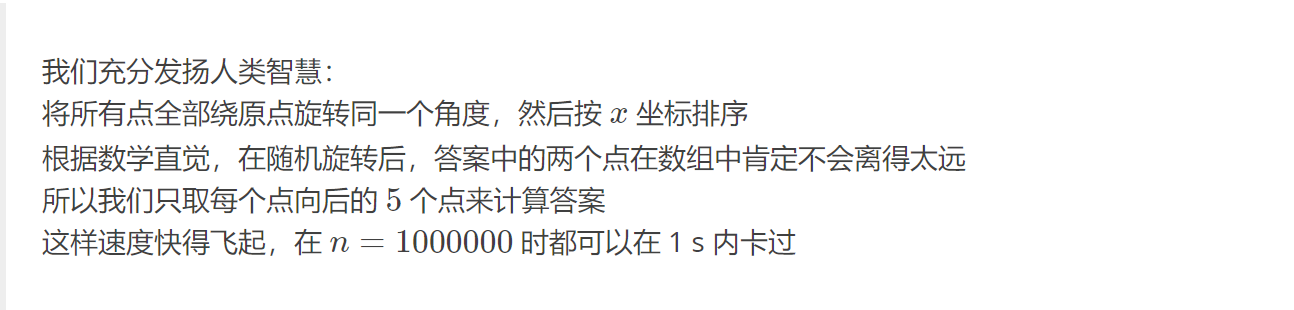 我们充分发扬人类智慧：
将所有点全部绕原点旋转同一个角度，然后按 x 坐标排序
根据数学直觉，在随机旋转后，答案中的两个点在数组中肯定不会离得太远
所以我们只取每个点向后的 5 个点来计算答案
这样速度快得飞起，在 n = 1000000 时都可以在 1 s 内卡过